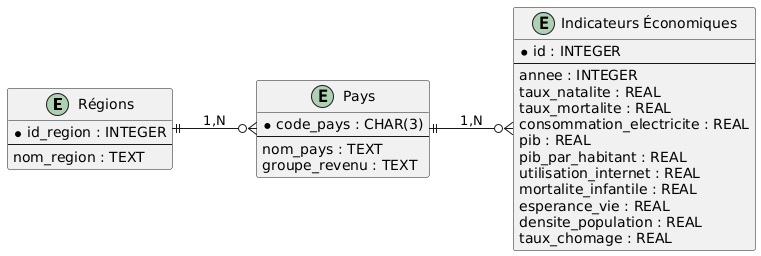 E Régions
* id_region : INTEGER
nom_region : TEXT
1,N
E Pays
* code_pays : CHAR(3)
nom_pays : TEXT
groupe_revenu : TEXT
1,N
E Indicateurs Économiques
* id : INTEGER
annee : INTEGER
taux_natalite : REAL
taux_mortalite : REAL
consommation_electricite : REAL
pib : REAL
pib_par_habitant : REAL
utilisation_internet : REAL
mortalite_infantile : REAL
esperance_vie : REAL
densite_population : REAL
taux_chomage : REAL